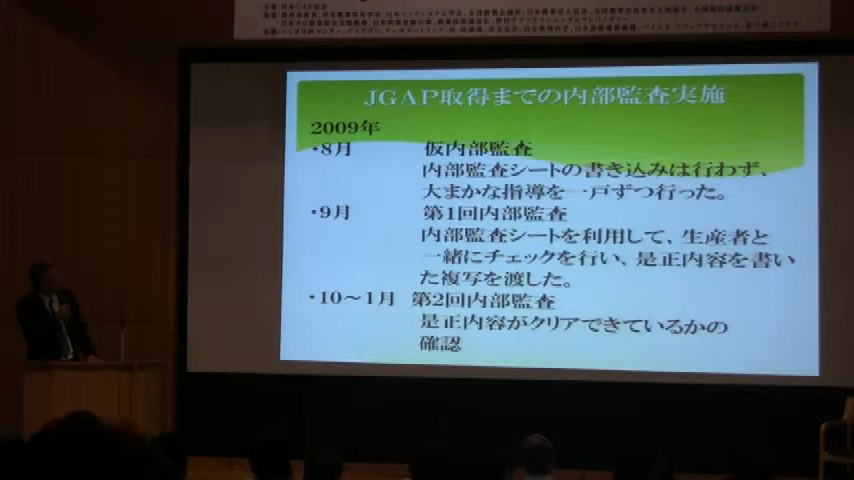 JGAP取得までの内部監査実施
2009年
・8月 仮内部監査
内部監査シートの書き込みは行わず、
大まかな指導を一戸ずつ行った。
・9月 第1回内部監査
内部監査シートを利用して、生産者と
一緒にチェックを行い、是正内容を書い
た複写を渡した。
・10～1月 第2回内部監査
是正内容がクリアできているかの
確認